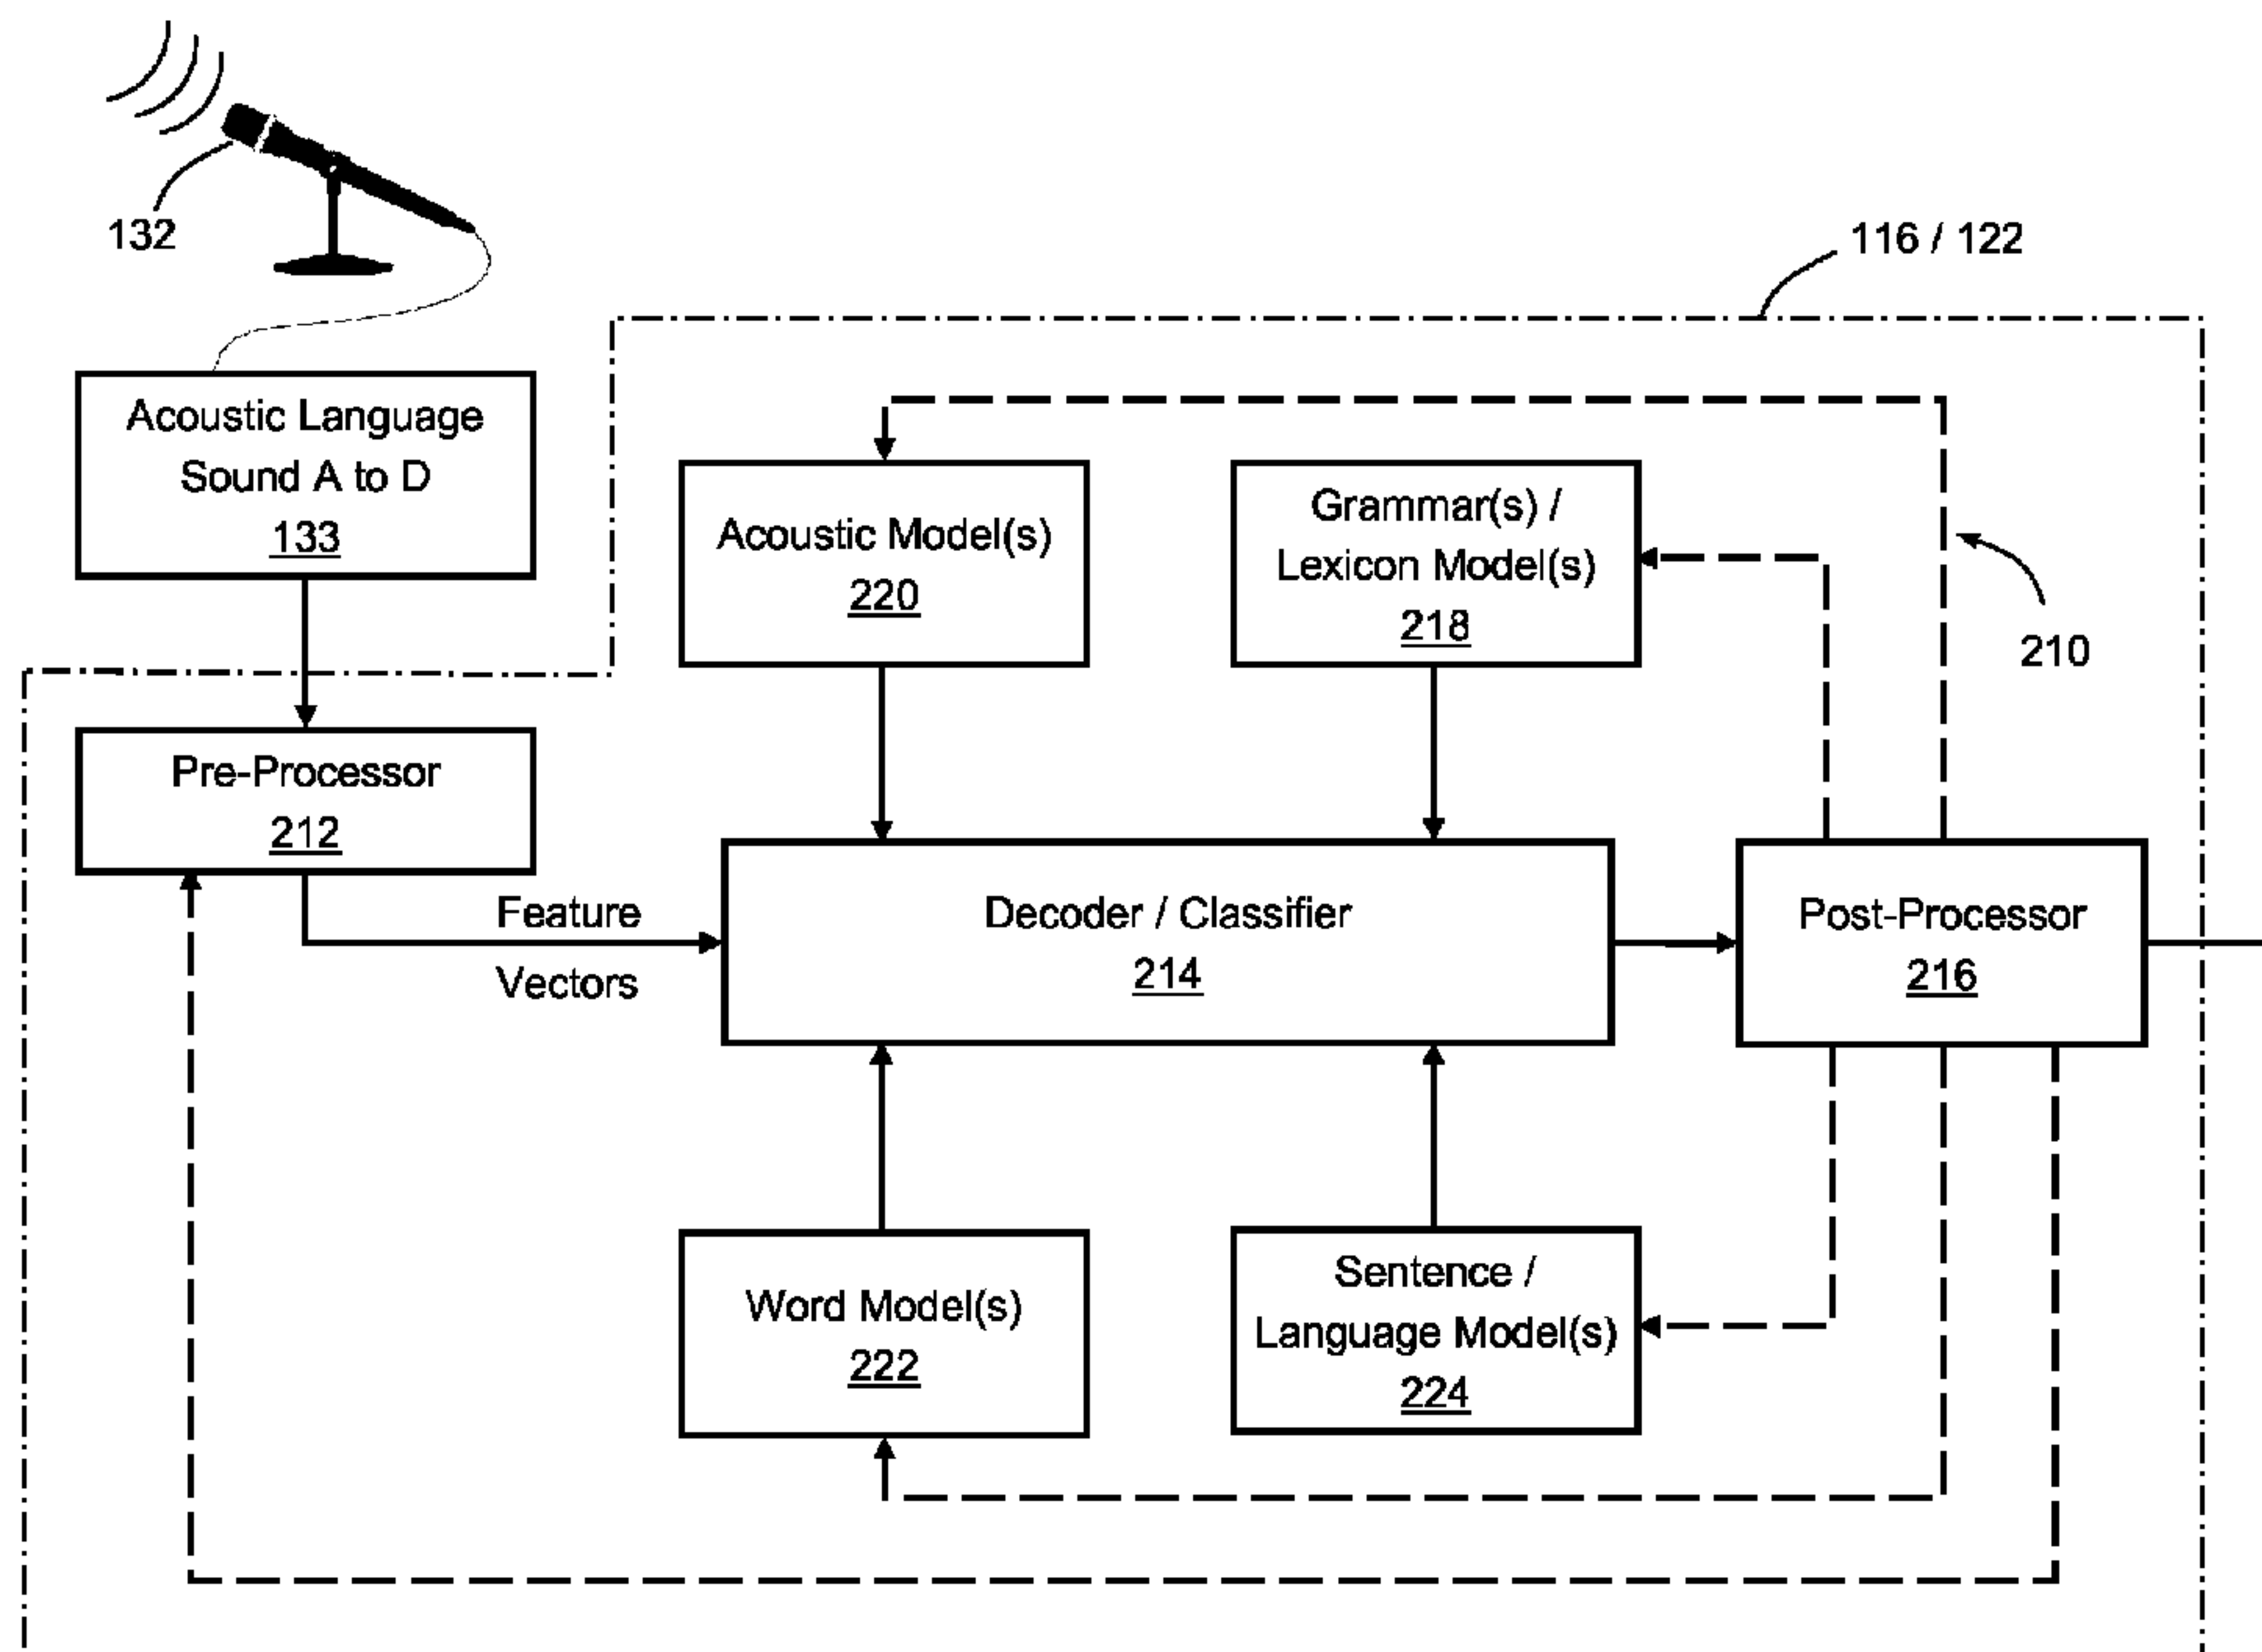 132
116 / 122
Acoustic Language
Sound A to D
133
Acoustic Model(s)
220
Grammar(s) /
Lexicon Model(s)
218
210
Pre-Processor
212
Feature
Vectors
Decoder / Classifier
214
Post-Processor
216
Word Model(s)
222
Sentence /
Language Model(s)
224